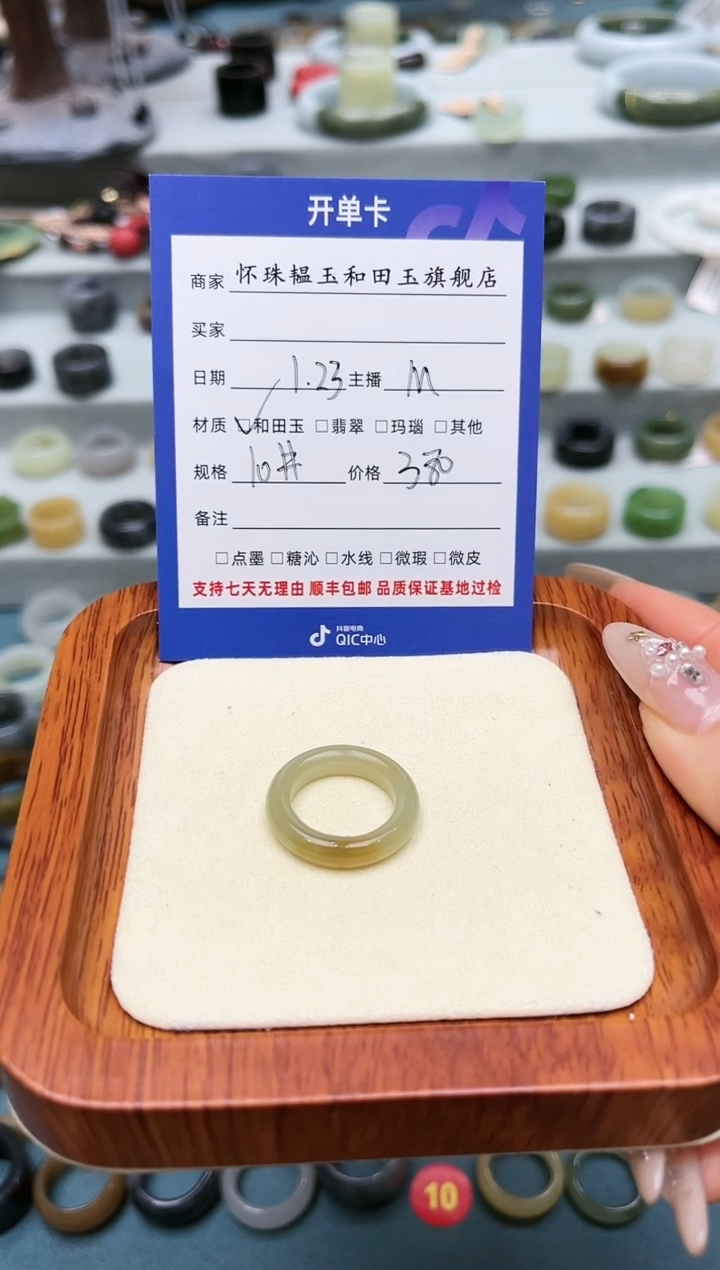 开单卡
商家 怀珠韫玉和田玉旗舰店
买家
日期 1.23 主播 M
材质 ☑和田玉 □翡翠 □玛瑙 □其他
规格 10# 价格
备注
□点墨 □糖沁 □水线 □微瑕 □微皮
支持七天无理由 顺丰包邮 品质保证基地过检
抖音电商
QIC中心
10